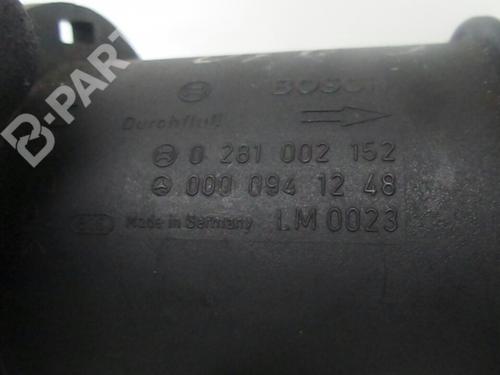 BOSCH
Durchfluß
0 281 002 152
000 094 12 48
Made in Germany LM 0023
B-PARTS